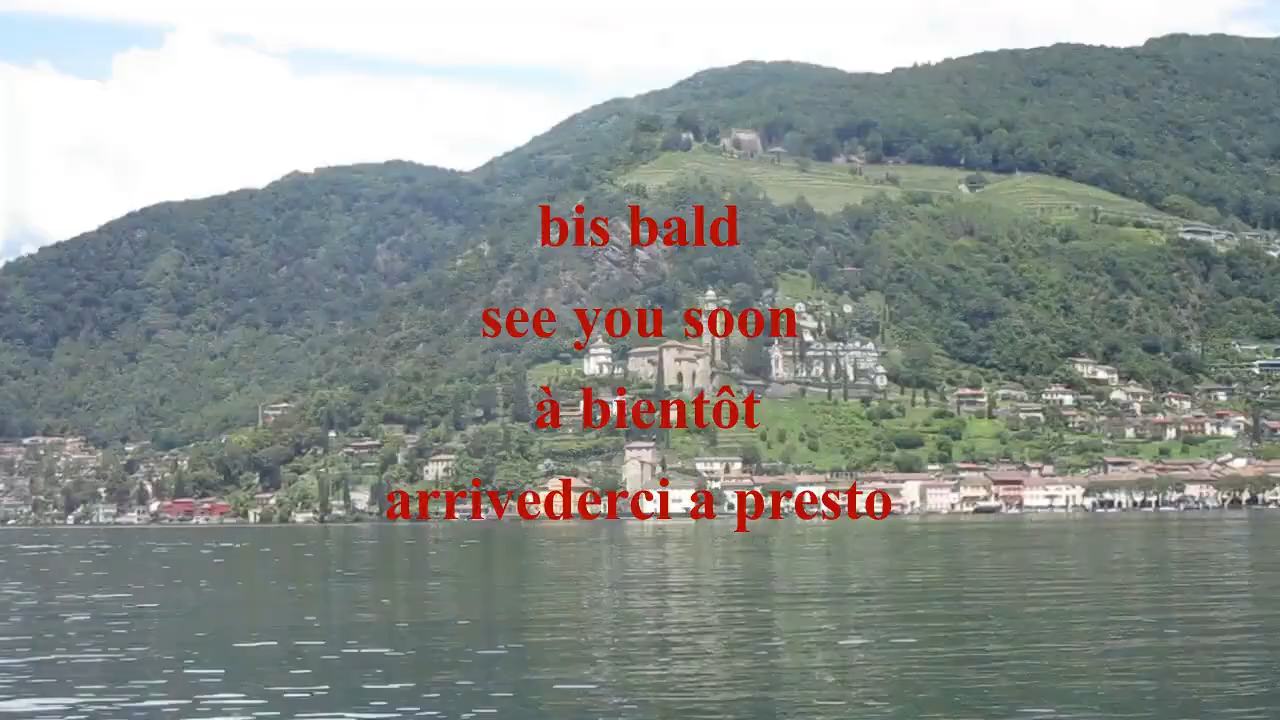 bis bald
see you soon
à bientôt
arrivederci a presto